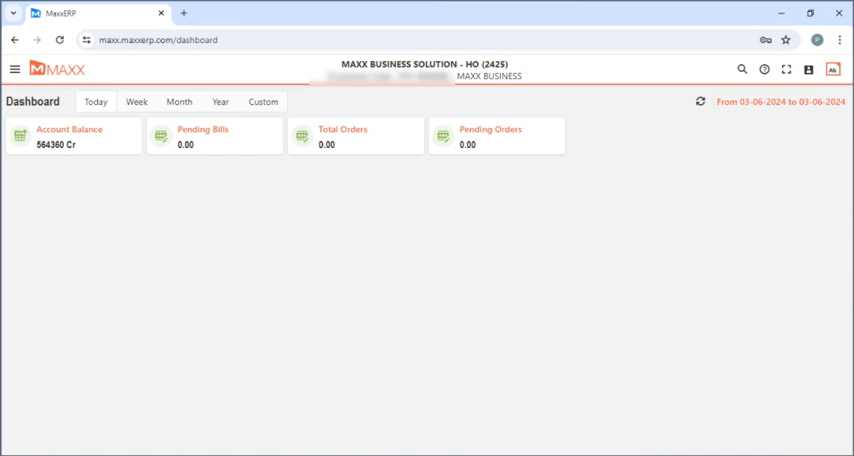 MaxxERP
maxx.maxxerp.com/dashboard
MAXX
MAXX BUSINESS SOLUTION - HO (2425)
MAXX BUSINESS
Ab
Dashboard
Today
Week
Month
Year
Custom
From 03-06-2024 to 03-06-2024
Account Balance
564360 Cr
Pending Bills
0.00
Total Orders
0.00
Pending Orders
0.00